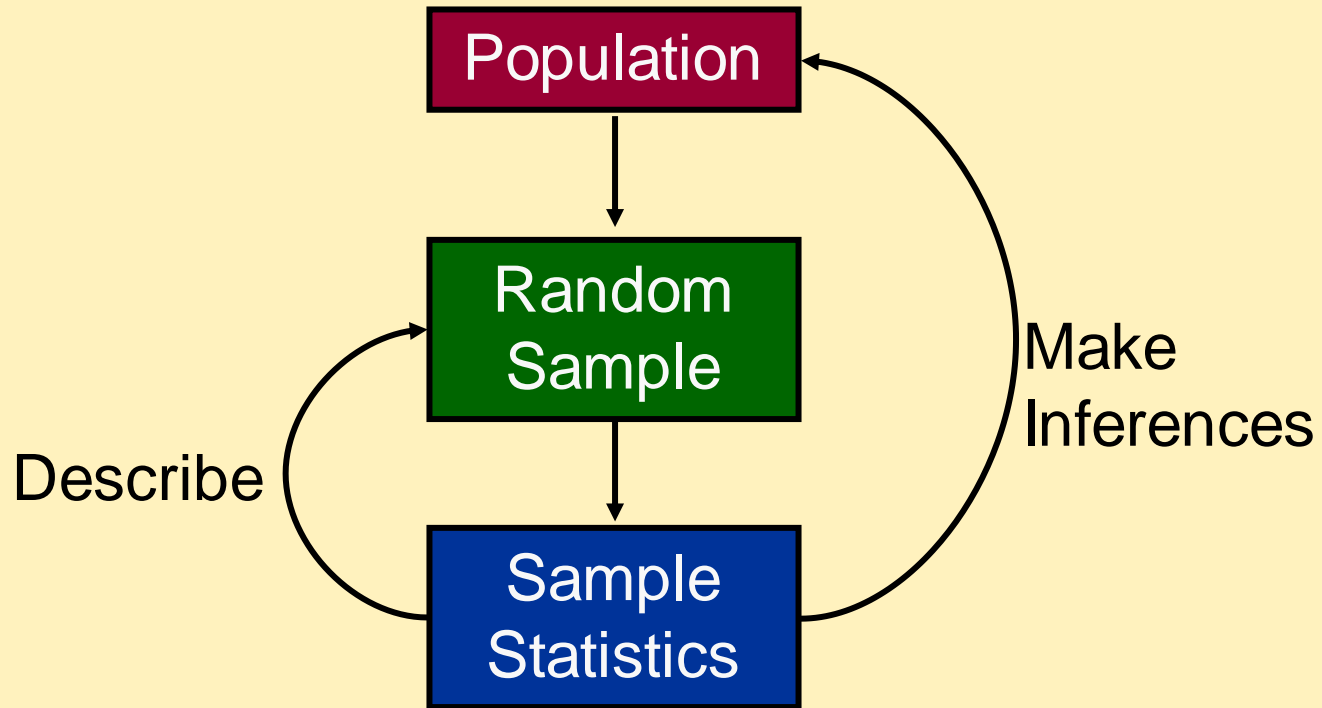 Population
Random
Sample
Make
Inferences
Describe
Sample
Statistics